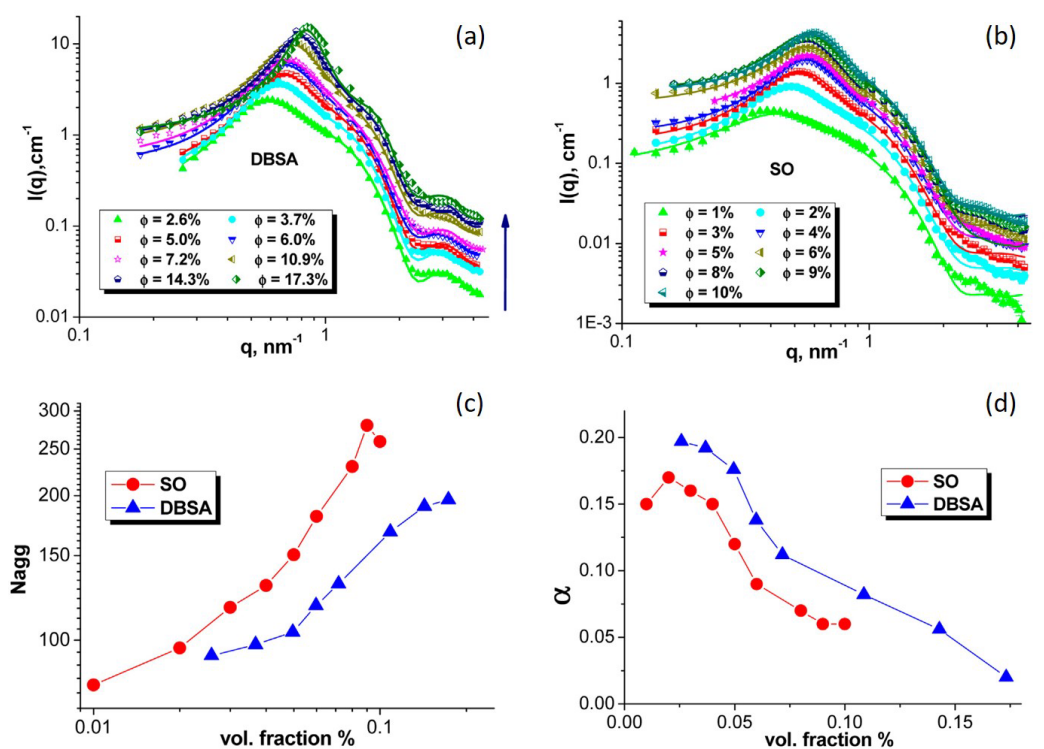 (a)
10
1
0.1
0.01
I(q),cm-1
DBSA
ϕ = 2.6% ϕ = 3.7%
ϕ = 5.0% ϕ = 6.0%
ϕ = 7.2% ϕ = 10.9%
ϕ = 14.3% ϕ = 17.3%
0.1 1
q, nm-1
(b)
1
0.1
0.01
1E-3
I(q), cm-1
SO
ϕ = 1% ϕ = 2%
ϕ = 3% ϕ = 4%
ϕ = 5% ϕ = 6%
ϕ = 8% ϕ = 9%
ϕ = 10%
0.1 1
q, nm-1
(c)
300
250
200
150
100
Nagg
SO
DBSA
0.01 0.1
vol. fraction %
(d)
0.20
0.15
0.10
0.05
0.00
α
SO
DBSA
0.00 0.05 0.10 0.15
vol. fraction %